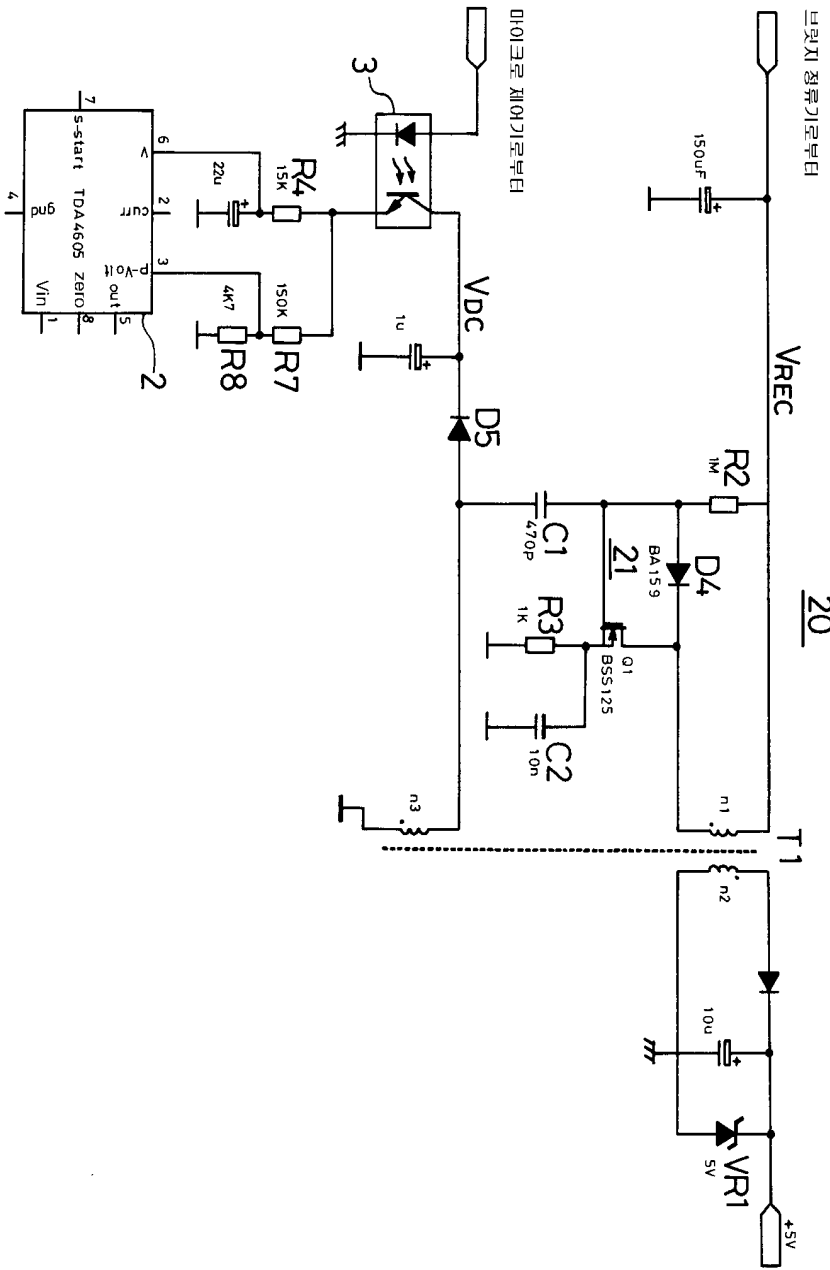 브릿지 정류기로부터
150uF
+
VREC
20
R2
1M
D4
BA159
21
Q1
BSS125
C1
470p
R3
1K
C2
10n
n1
T1
n2
n3
10u
+
VR1
5V
+5V
마이크로 제어기로부터
3
VDC
1u
+
D5
R4
15K
22u
+
150K
R7
4K7
R8
2
7
s-start
TDA4605
zero
6
v
2
curr
3
p-Volt
4
gnd
Vin
1
8
out
5